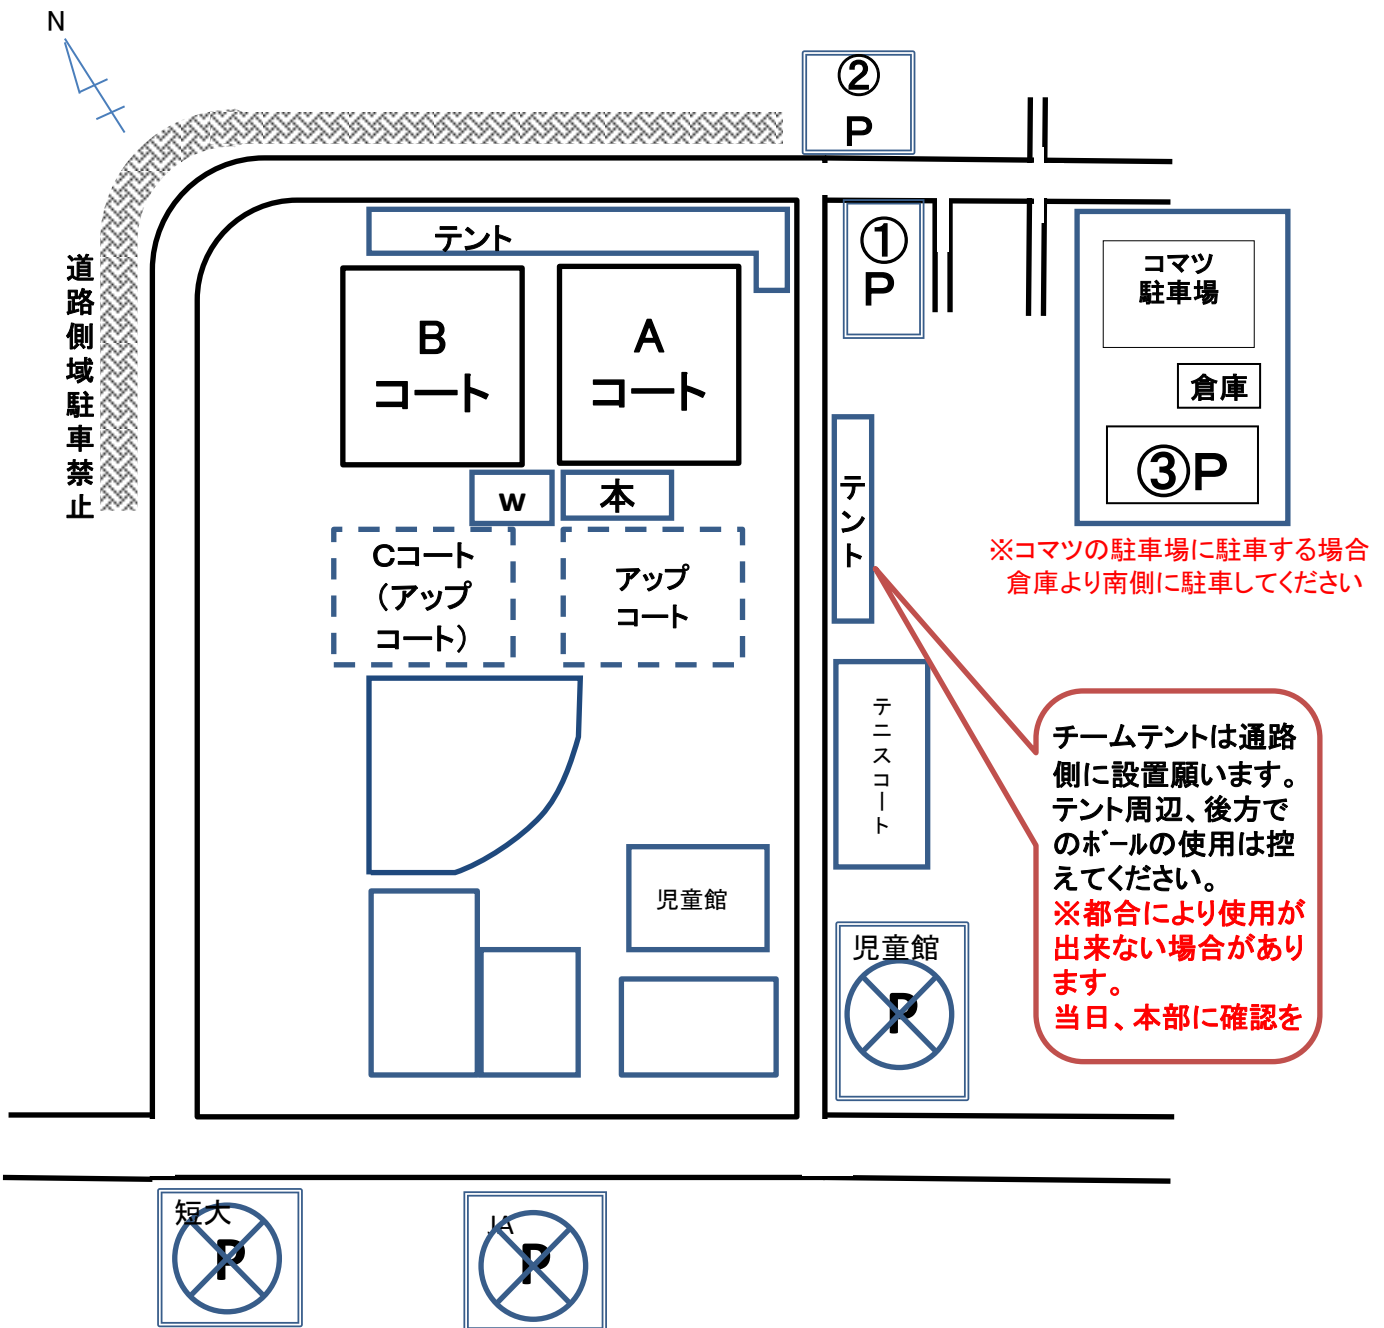 N
②
P
テント
①
P
コマツ
駐車場
倉庫
③P
※コマツの駐車場に駐車する場合
倉庫より南側に駐車してください
道路側域駐車禁止
B
コート
A
コート
w
本
テント
Cコート
(アップ
コート)
アップ
コート
テニスコート
チームテントは通路
側に設置願います。
テント周辺、後方で
のボールの使用は控
えてください。
※都合により使用が
出来ない場合があり
ます。
当日、本部に確認を
児童館
児童館
P
短大
P
JA
P